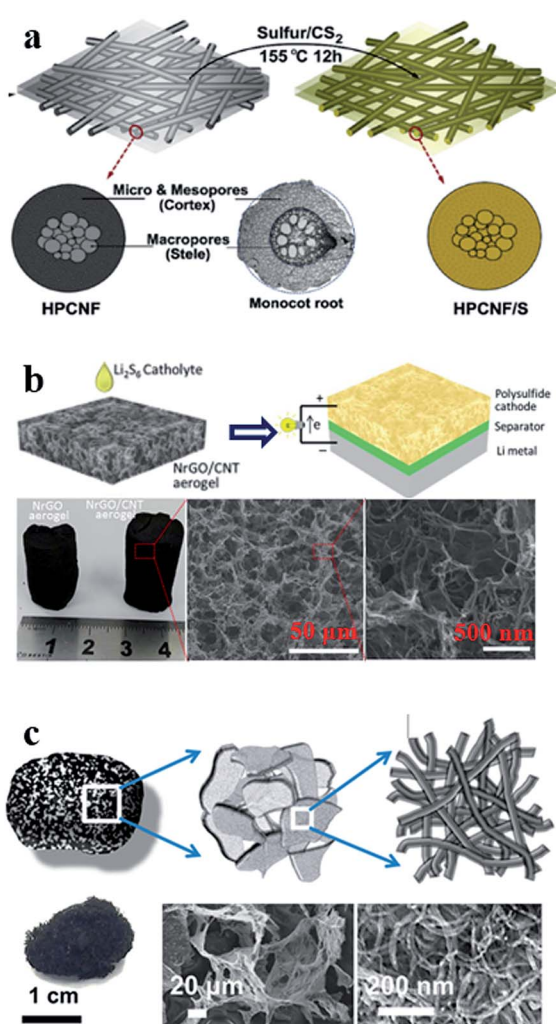 a
Sulfur/CS2
155 °C 12h
Micro & Mesopores
(Cortex)
Macropores
(Stele)
HPCNF
Monocot root
HPCNF/S
b
Li2S6 Catholyte
+
e
−
Polysulfide
cathode
Separator
Li metal
NrGO/CNT
aerogel
NrGO
aerogel
NrGO/CNT
aerogel
1 2 3 4
50 μm
500 nm
c
1 cm
20 μm
200 nm